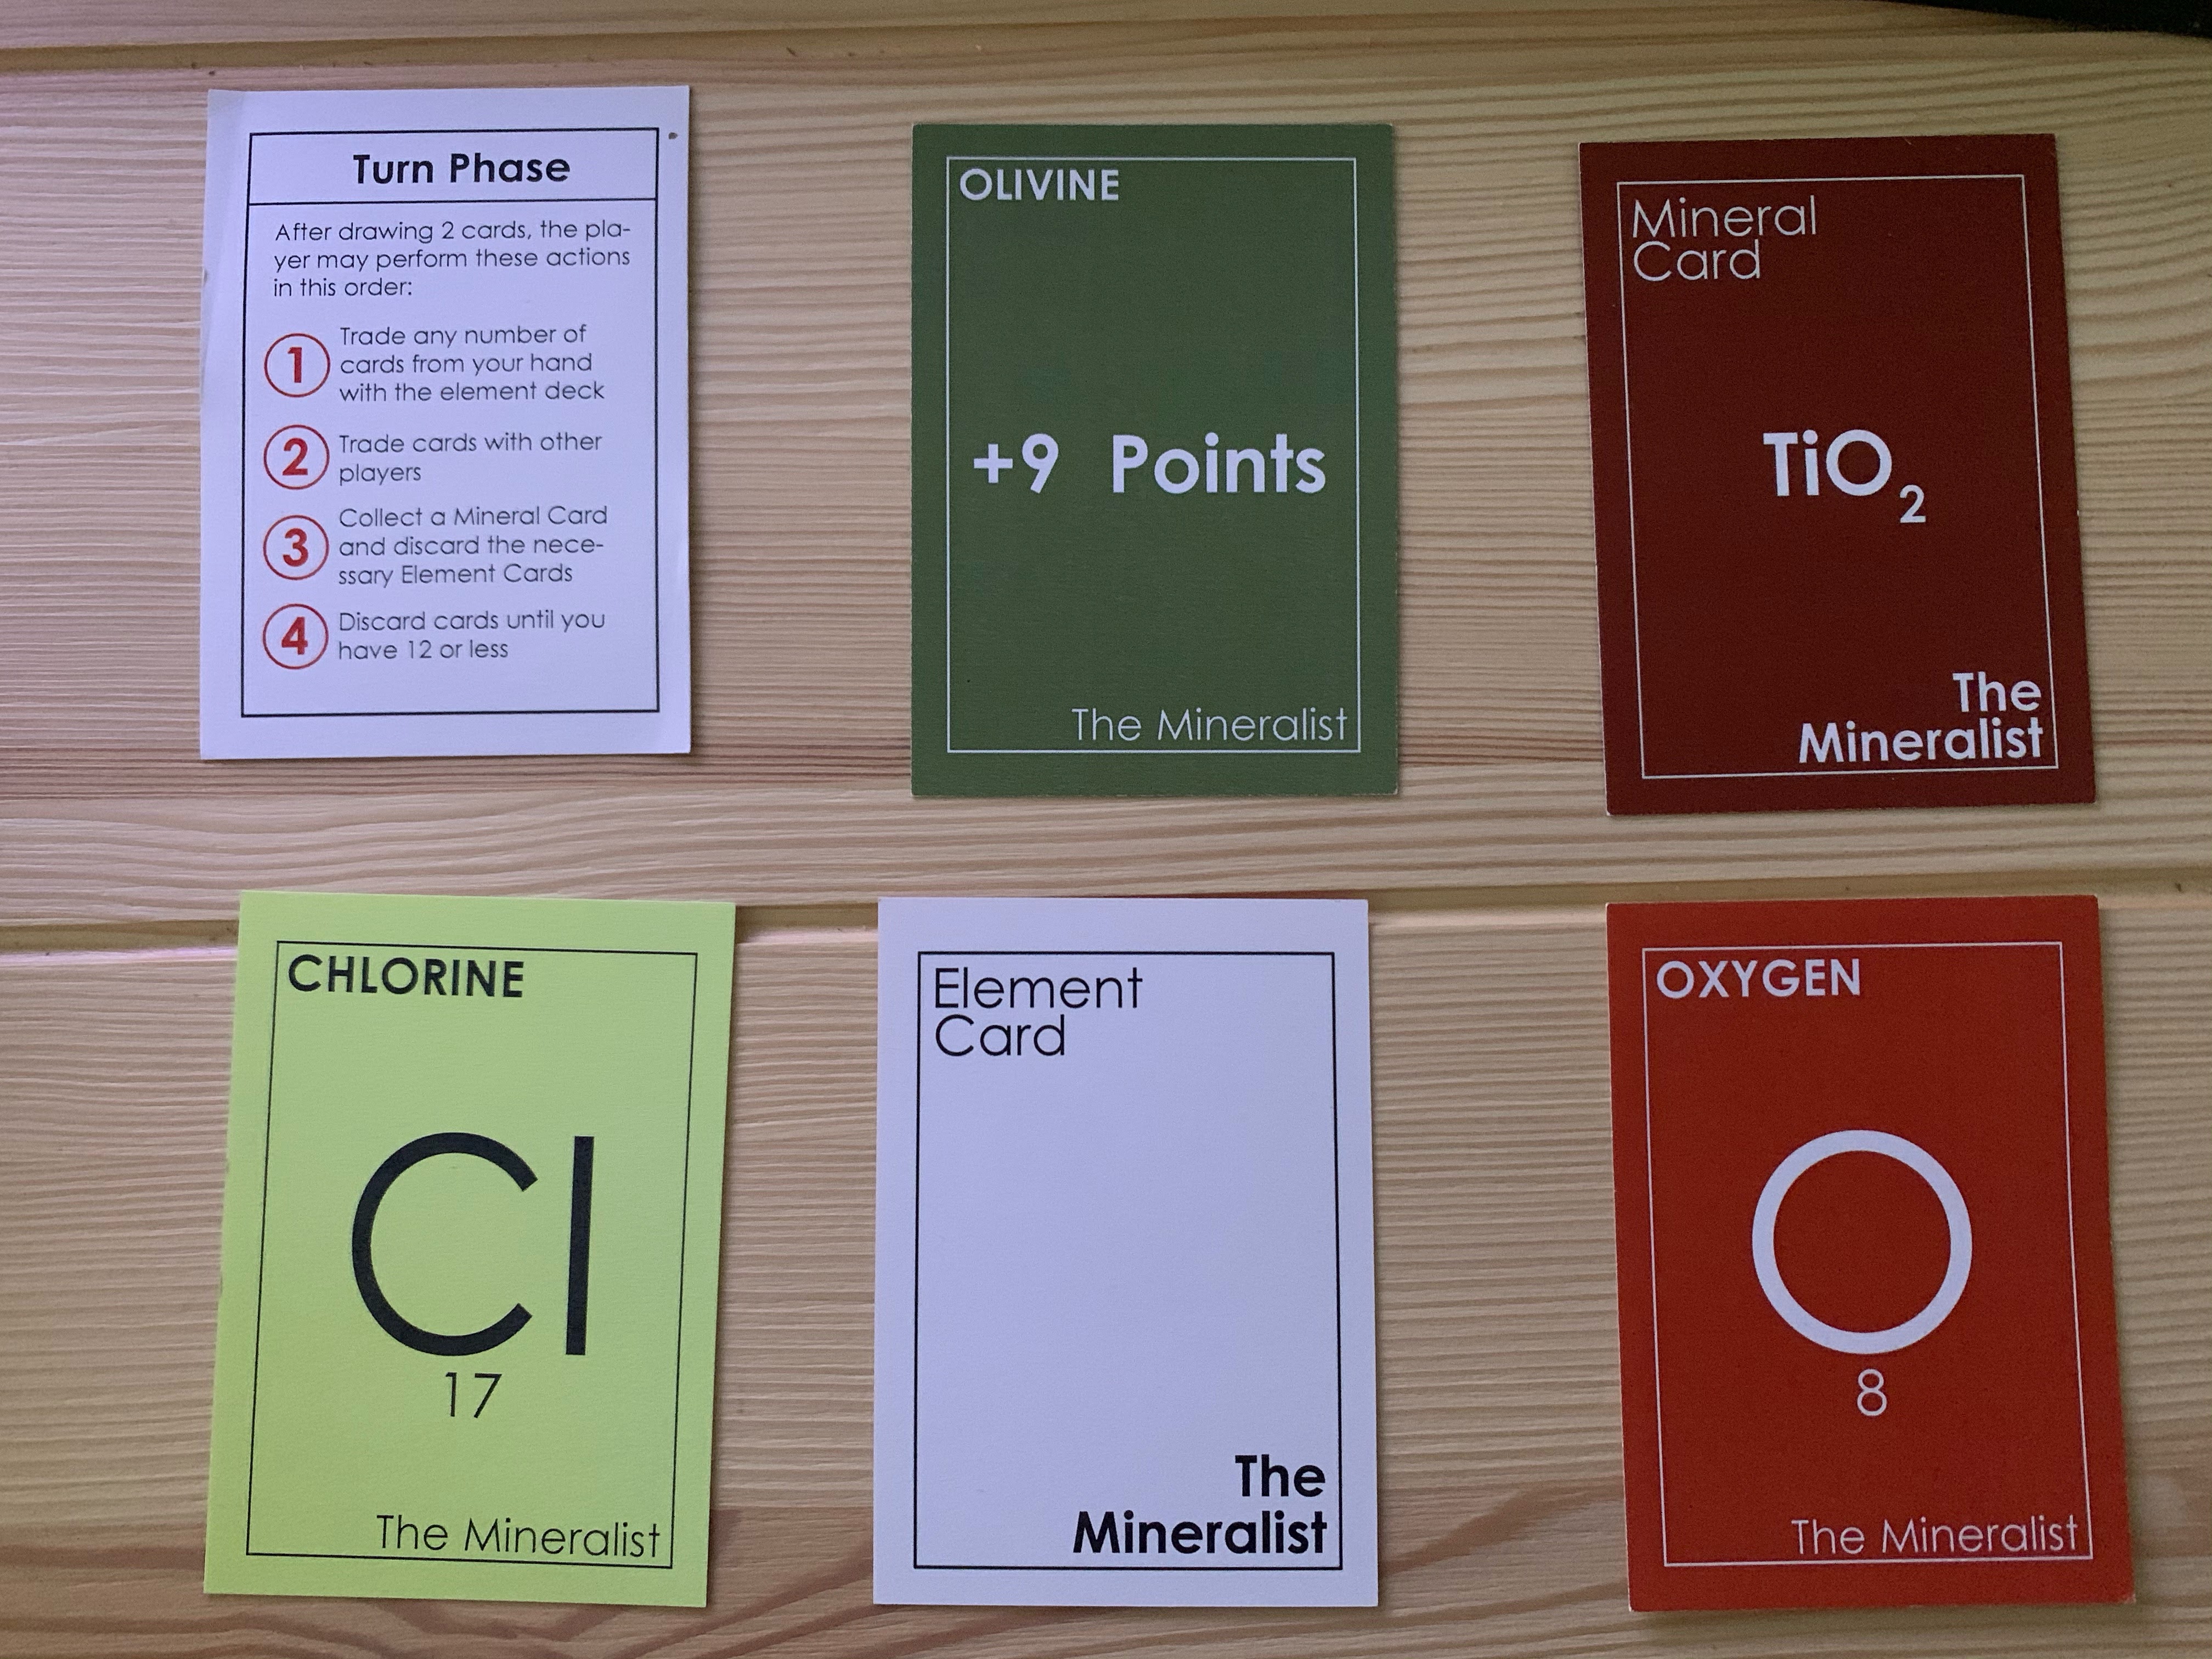 Turn Phase
After drawing 2 cards, the pla-
yer may perform these actions
in this order:
1
Trade any number of
cards from your hand
with the element deck
2
Trade cards with other
players
3
Collect a Mineral Card
and discard the nece-
ssary Element Cards
4
Discard cards until you
have 12 or less
OLIVINE
+9 Points
The Mineralist
Mineral
Card
TiO₂
The
Mineralist
CHLORINE
Cl
17
The Mineralist
Element
Card
The
Mineralist
OXYGEN
O
8
The Mineralist